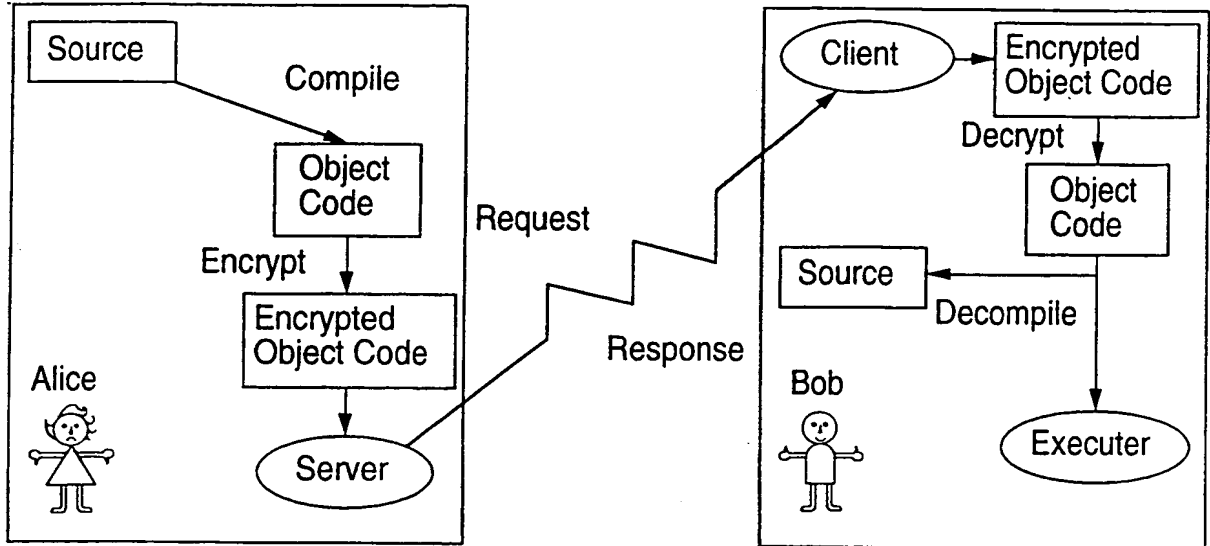 Source
Compile
Object
Code
Encrypt
Encrypted
Object Code
Alice
Server
Request
Response
Client
Encrypted
Object Code
Decrypt
Object
Code
Source
Decompile
Bob
Executer